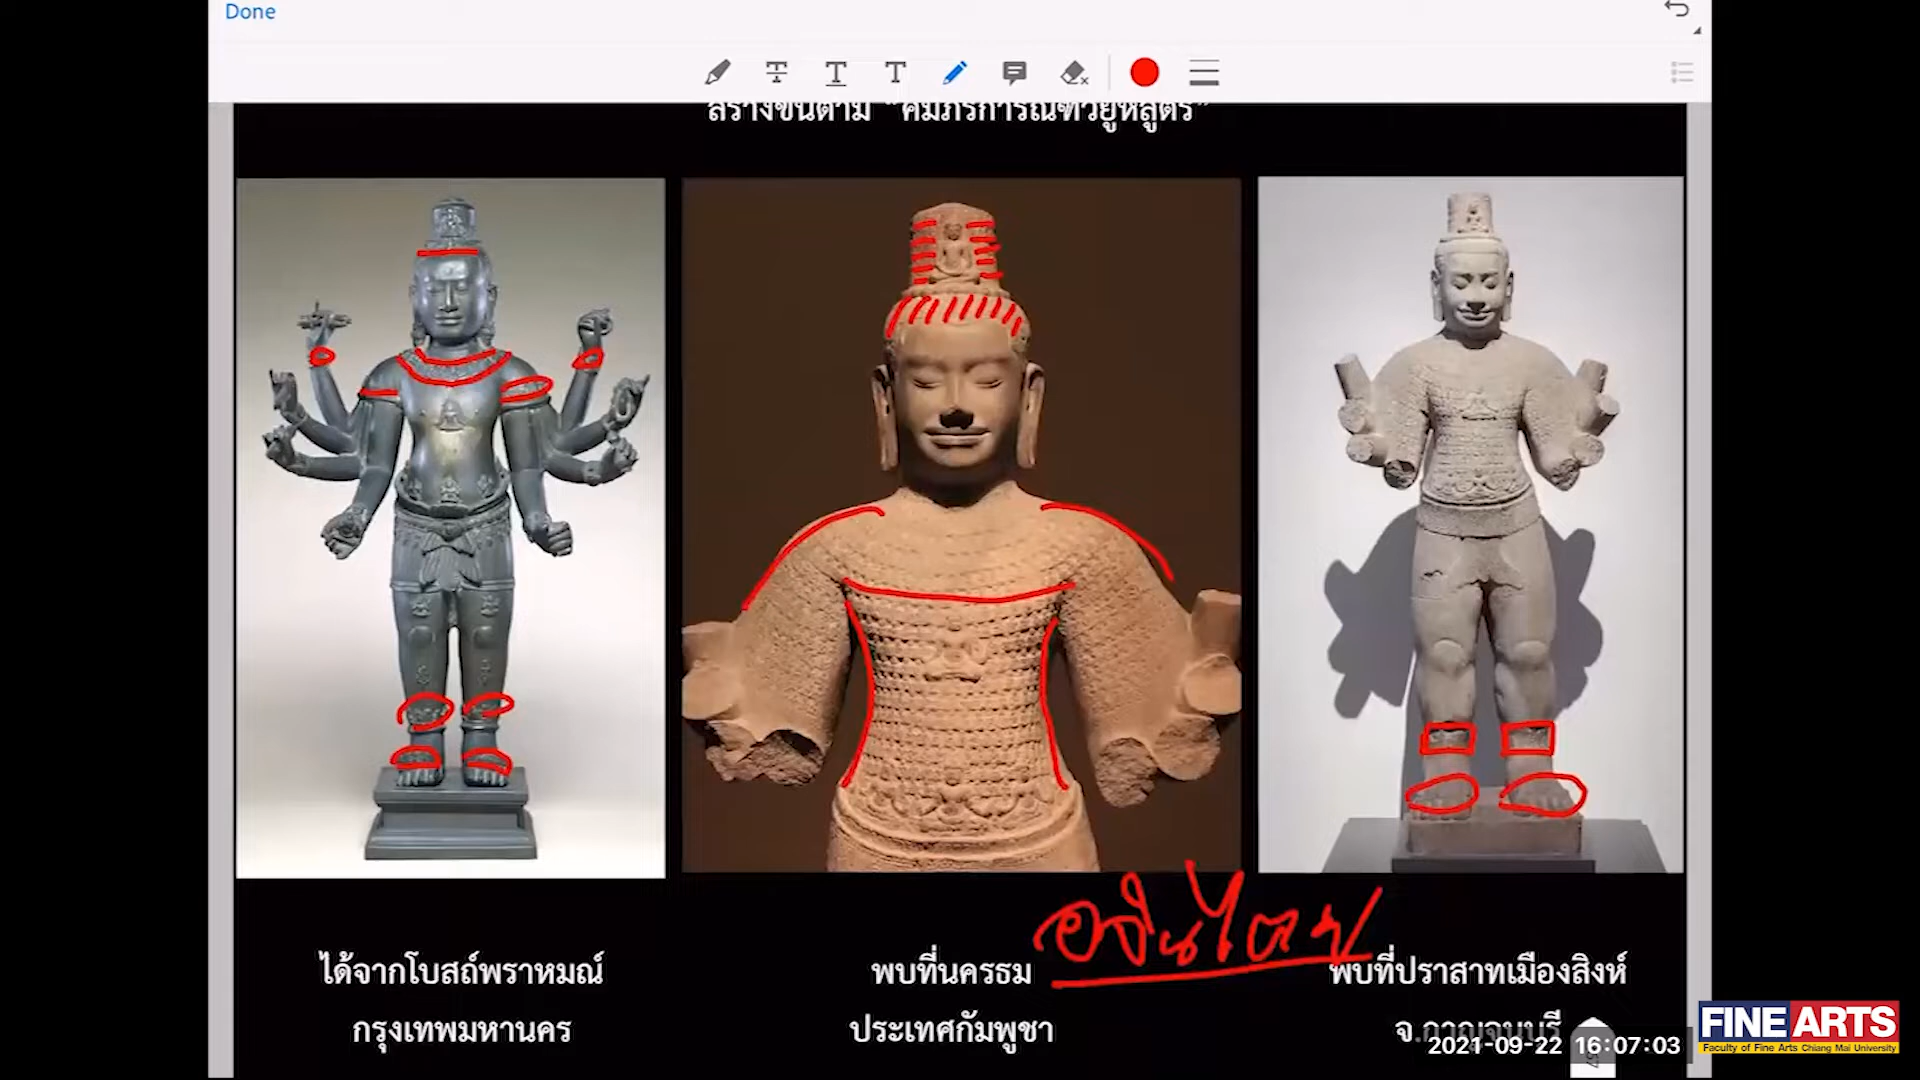 Done
สร้างขึ้นตาม "คัมภีร์การัณฑวยูหสูตร"
อจินไตย
ได้จากโบสถ์พราหมณ์
กรุงเทพมหานคร
พบที่นครธม
ประเทศกัมพูชา
พบที่ปราสาทเมืองสิงห์
จ.กาญจนบุรี
2021-09-22 16:07:03
FINE ARTS
Faculty of Fine Arts Chiang Mai University